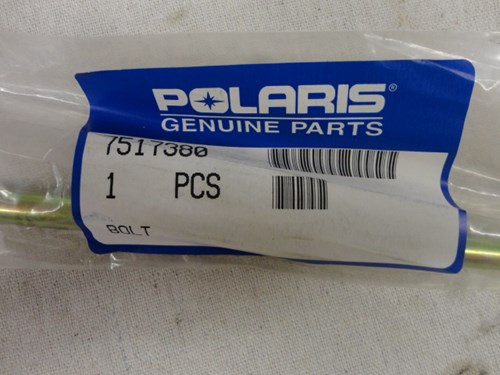 POLARIS®
GENUINE PARTS
7517380
1 PCS
BOLT